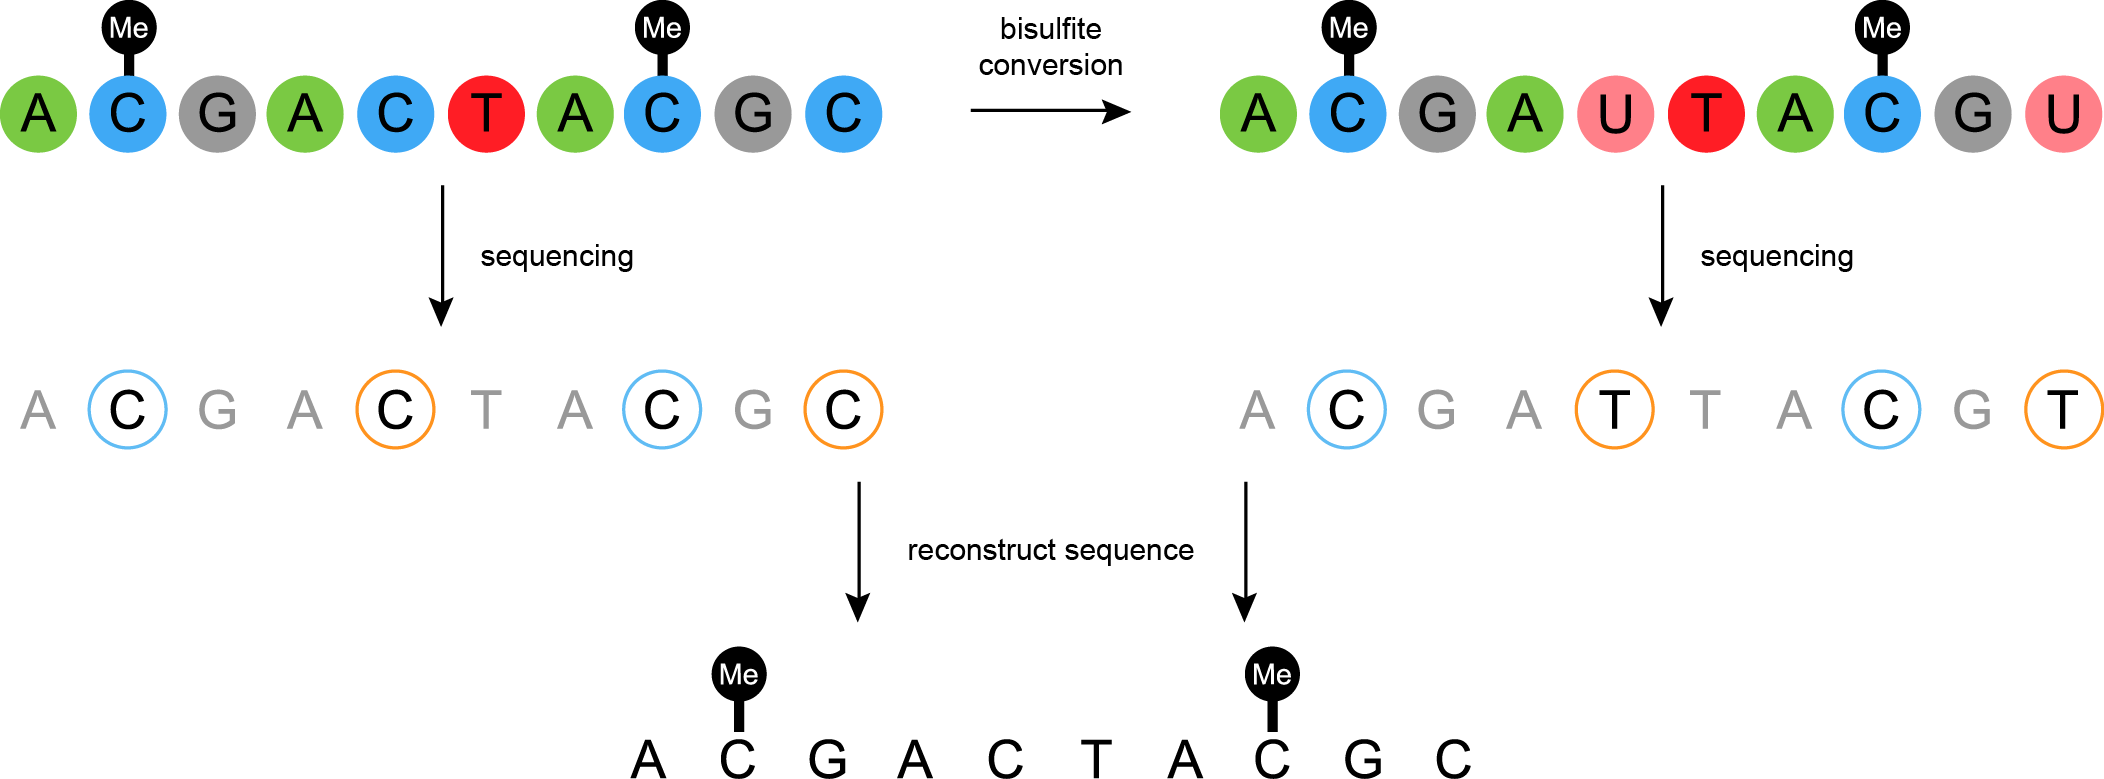 Me Me bisulfite conversion Me Me
A C G A C T A C G C
A C G A U T A C G U
sequencing
sequencing
A C G A C T A C G C
A C G A T T A C G T
reconstruct sequence
Me Me
A C G A C T A C G C